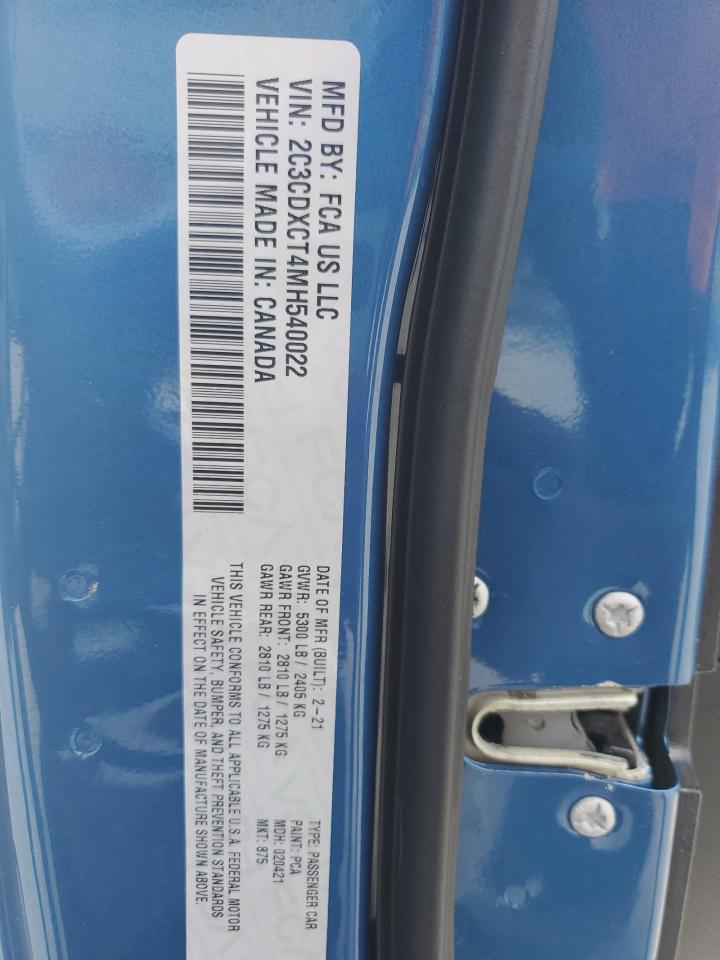 MFD BY: FCA US LLC
VIN: 2C3CDXCT4MH540022
VEHICLE MADE IN: CANADA
DATE OF MFR (BUILT): 2-21
GVWR: 5300 LB / 2405 KG
GAWR FRONT: 2810 LB / 1275 KG
GAWR REAR: 2810 LB / 1275 KG
THIS VEHICLE CONFORMS TO ALL APPLICABLE U.S.A. FEDERAL MOTOR
VEHICLE SAFETY, BUMPER, AND THEFT PREVENTION STANDARDS
IN EFFECT ON THE DATE OF MANUFACTURE SHOWN ABOVE.
TYPE: PASSENGER CAR
PAINT: PCA
MDH: 020421
MKT: 875